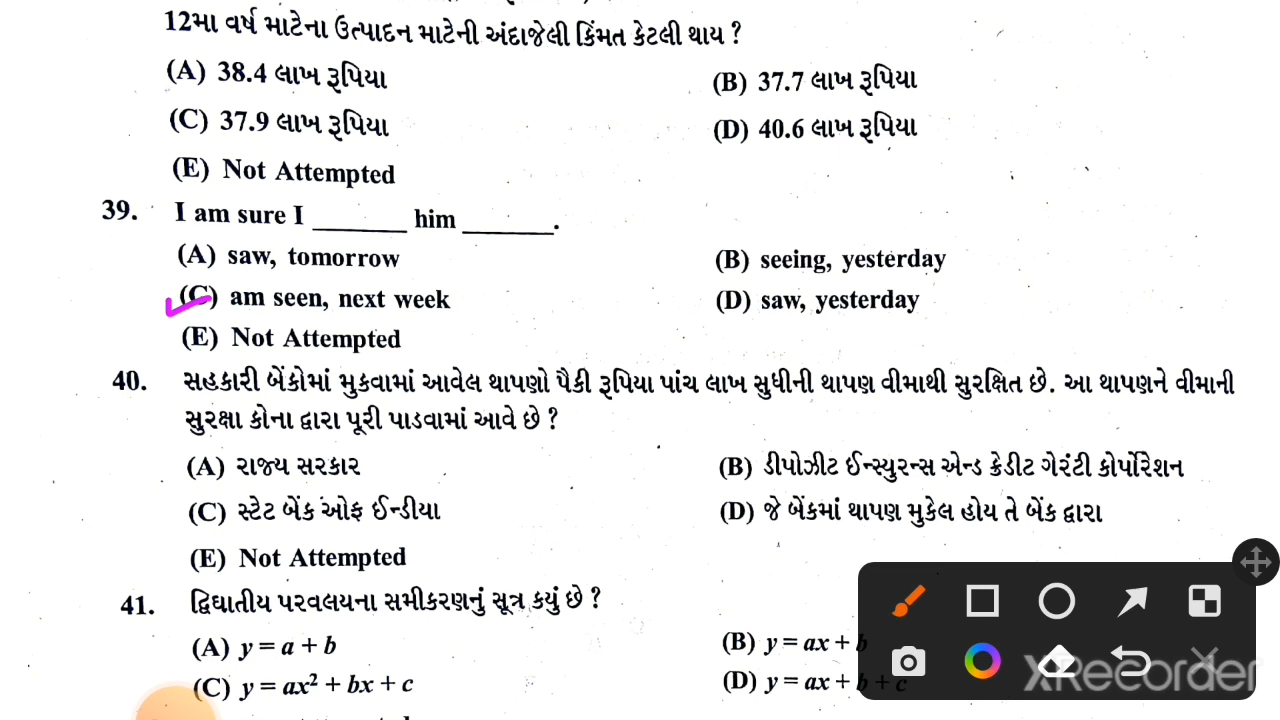 12મા વર્ષ માટેના ઉત્પાદન માટેની અંદાજેલી કિંમત કેટલી થાય ?
(A) 38.4 લાખ રૂપિયા
(B) 37.7 લાખ રૂપિયા
(C) 37.9 લાખ રૂપિયા
(D) 40.6 લાખ રૂપિયા
(E) Not Attempted
39. I am sure I _______ him _______.
(A) saw, tomorrow
(B) seeing, yesterday
(C) am seen, next week
(D) saw, yesterday
(E) Not Attempted
40. સહકારી બેંકોમાં મુકવામાં આવેલ થાપણો પૈકી રૂપિયા પાંચ લાખ સુધીની થાપણ વીમાથી સુરક્ષિત છે. આ થાપણને વીમાની
સુરક્ષા કોના દ્વારા પૂરી પાડવામાં આવે છે ?
(A) રાજ્ય સરકાર
(B) ડીપોઝીટ ઈન્સ્યુરન્સ એન્ડ ક્રેડીટ ગેરંટી કોર્પોરેશન
(C) સ્ટેટ બેંક ઓફ ઈન્ડીયા
(D) જે બેંકમાં થાપણ મુકેલ હોય તે બેંક દ્વારા
(E) Not Attempted
41. દ્વિઘાતીય પરવલયના સમીકરણનું સૂત્ર કયું છે ?
(A) y = a + b
(B) y = ax + b
(C) y = ax² + bx + c
(D) y = ax + b + c
XRecorder